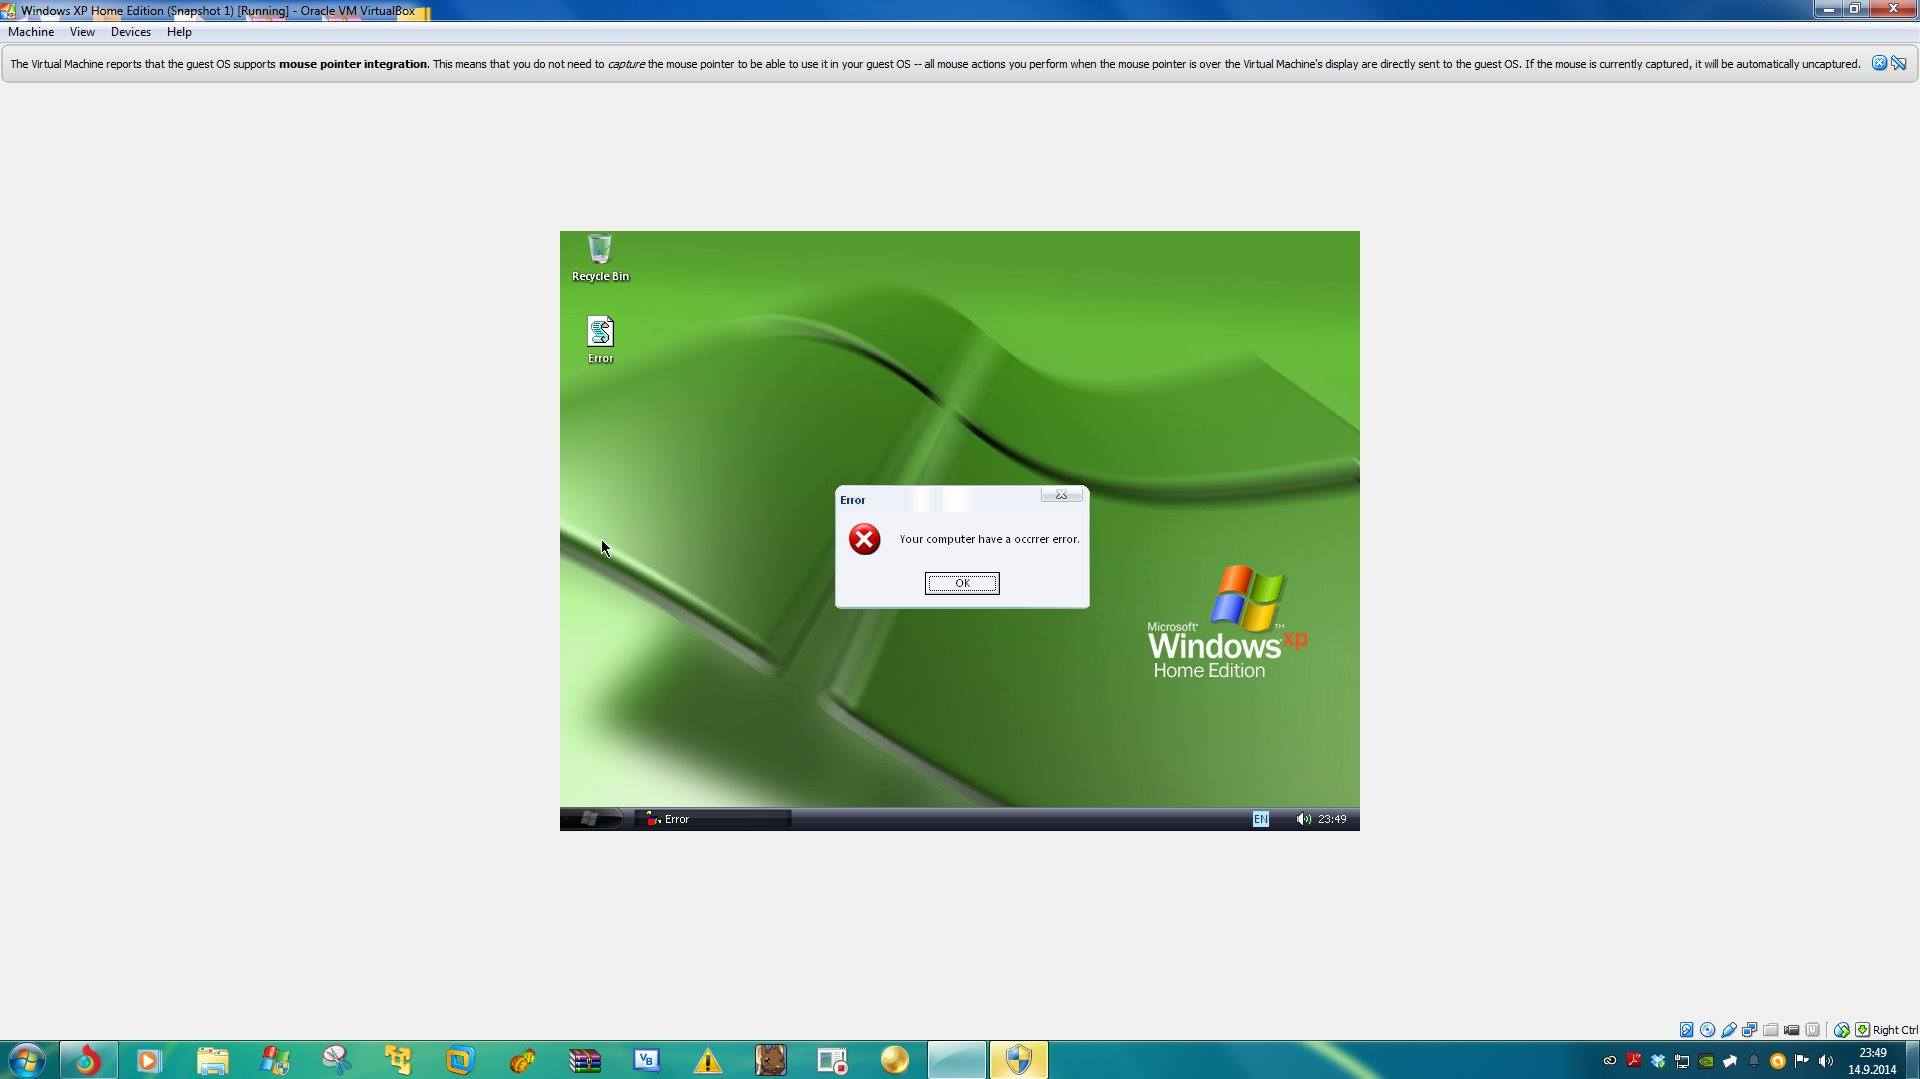 Windows XP Home Edition (Snapshot 1) [Running] - Oracle VM VirtualBox
Machine View Devices Help
The Virtual Machine reports that the guest OS supports mouse pointer integration. This means that you do not need to capture the mouse pointer to be able to use it in your guest OS -- all mouse actions you perform when the mouse pointer is over the Virtual Machine's display are directly sent to the guest OS. If the mouse is currently captured, it will be automatically uncaptured.
Recycle Bin
Error
Error
Your computer have a occrrer error.
OK
Microsoft®
Windows xp
TM
Home Edition
Error
EN 23:49
Right Ctrl
VB
23:49
14.9.2014